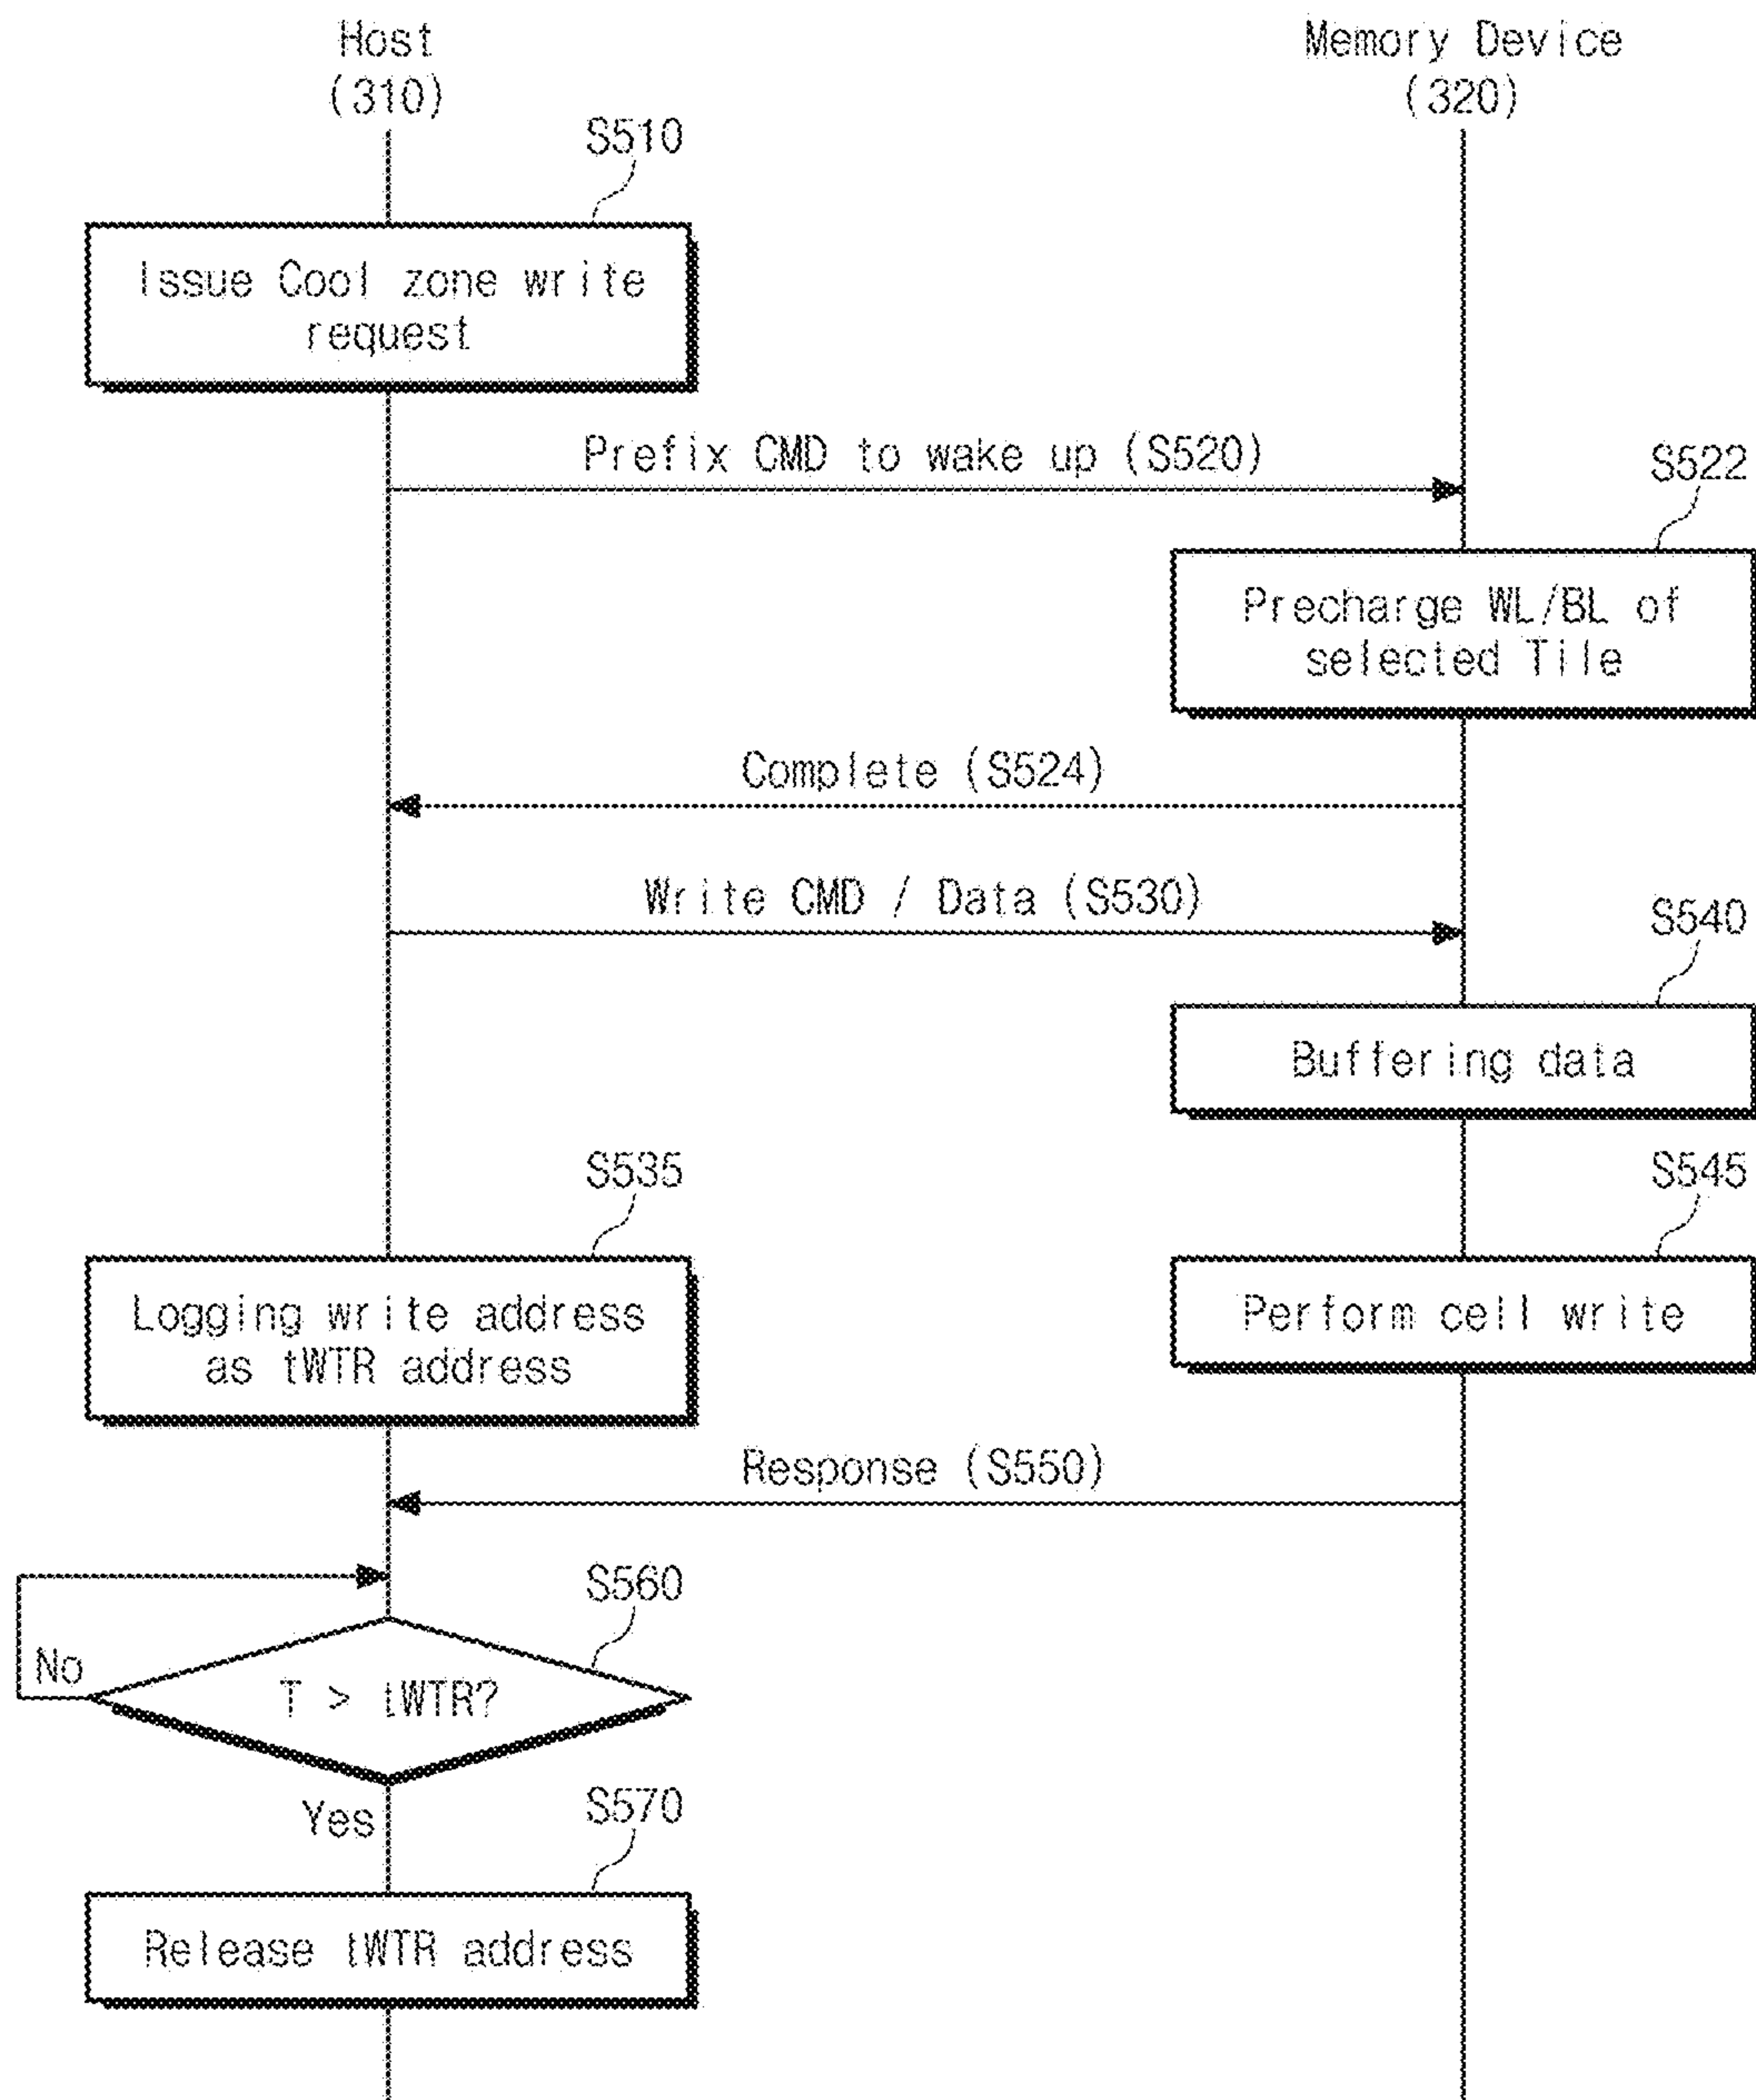 Host
(310)
Memory Device
(320)
S510
Issue Cool zone write
request
Prefix CMD to wake up (S520)
S522
Precharge WL/BL of
selected Tile
Complete (S524)
Write CMD / Data (S530)
S540
Buffering data
S535
S545
Logging write address
as tWTR address
Perform cell write
Response (S550)
S560
No
T > tWTR?
Yes
S570
Release tWTR address